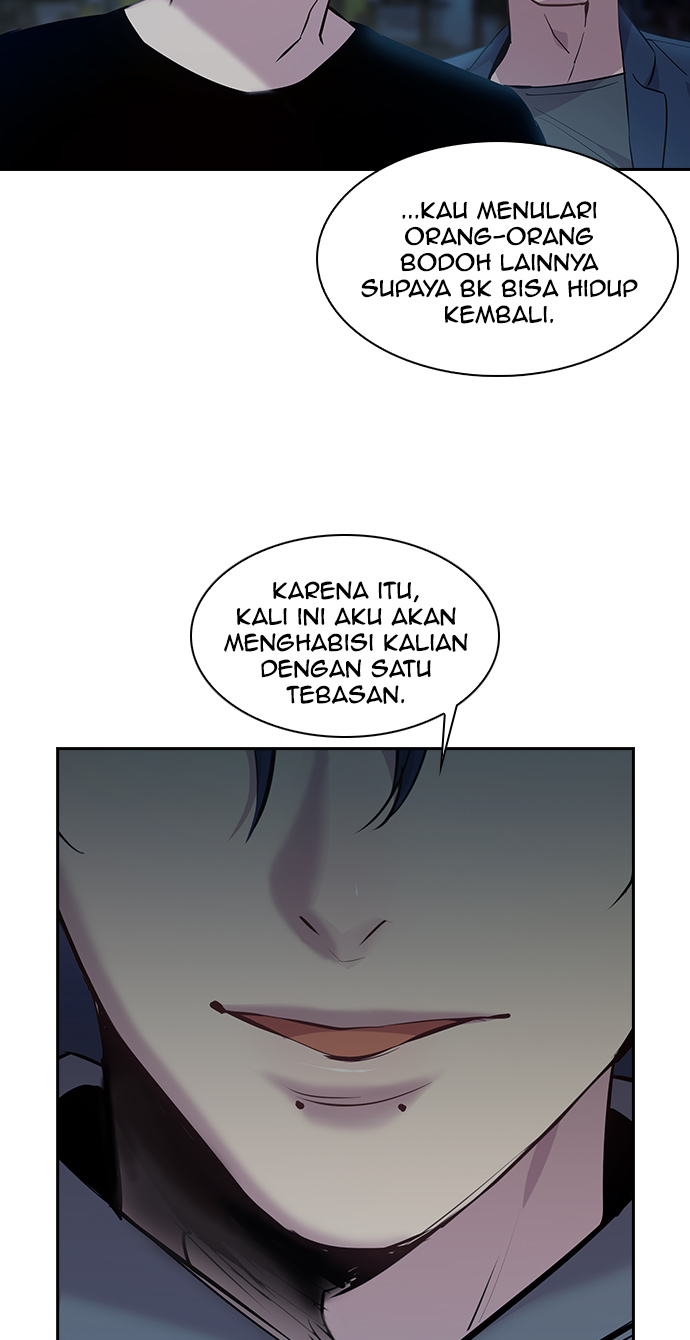 ...KAU MENULARI
ORANG-ORANG
BODOH LAINNYA
SUPAYA BK BISA HIDUP
KEMBALI.
KARENA ITU,
KALI INI AKU AKAN
MENGHABISI KALIAN
DENGAN SATU
TEBASAN.